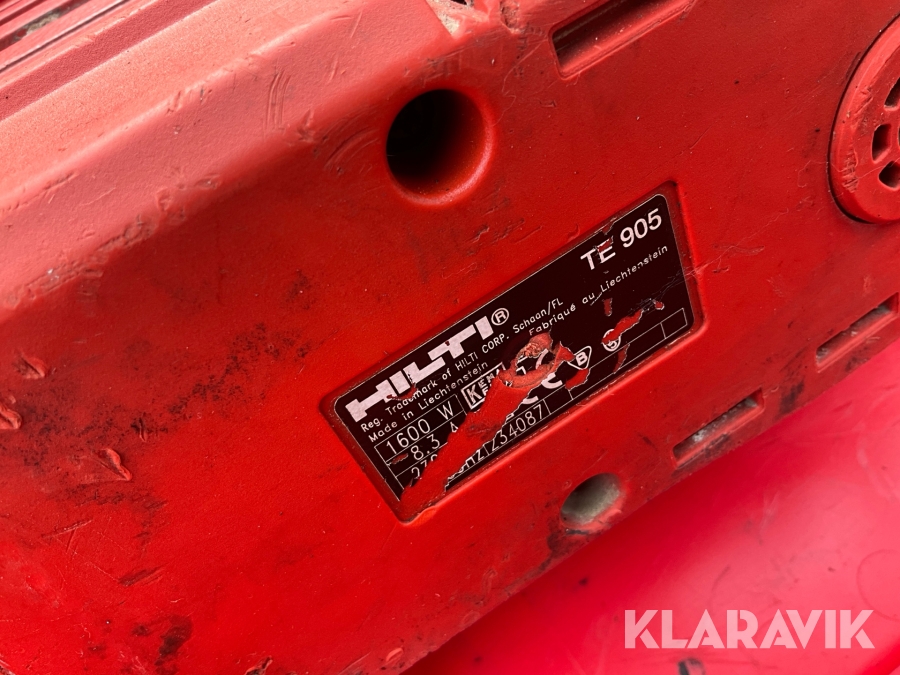 HILTI® TE 905
Reg. Trademark of HILTI CORP. Schaan/FL
Made in Liechtenstein Fabriqué au Liechtenstein
1600 W
8.3 A
234087
KLARAVIK